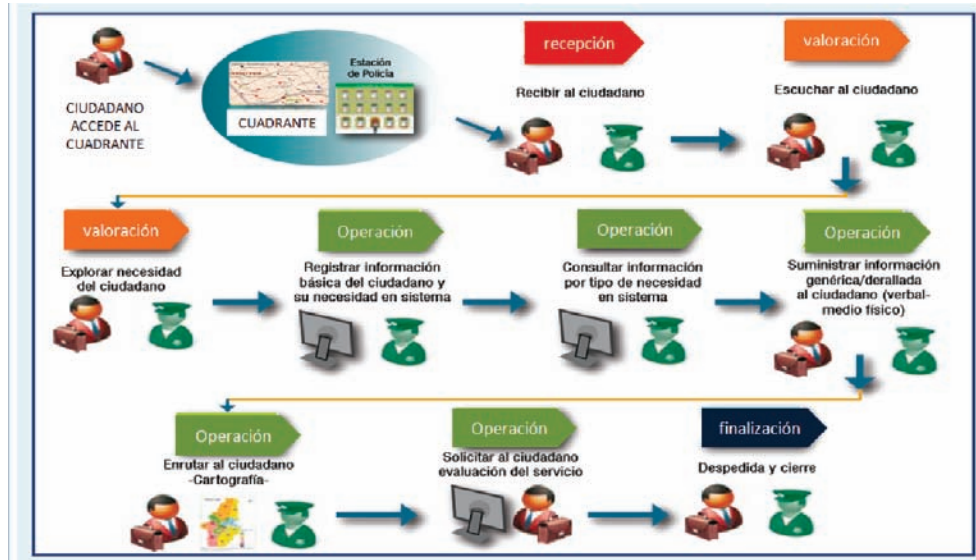 CIUDADANO
ACCEDE AL
CUADRANTE
Estación
de Policía
CUADRANTE
recepción
Recibir al ciudadano
valoración
Escuchar al ciudadano
valoración
Explorar necesidad
del ciudadano
Operación
Registrar información
básica del ciudadano y
su necesidad en sistema
Operación
Consultar información
por tipo de necesidad
en sistema
Operación
Suministrar información
genérica/derallada
al ciudadano (verbal-
medio físico)
Operación
Enrutar al ciudadano
-Cartografía-
Operación
Solicitar al ciudadano
evaluación del servicio
finalización
Despedida y cierre